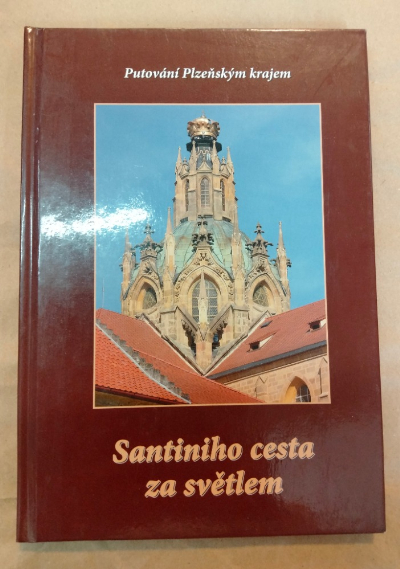 Putování Plzeňským krajem
Santiniho cesta
za světlem